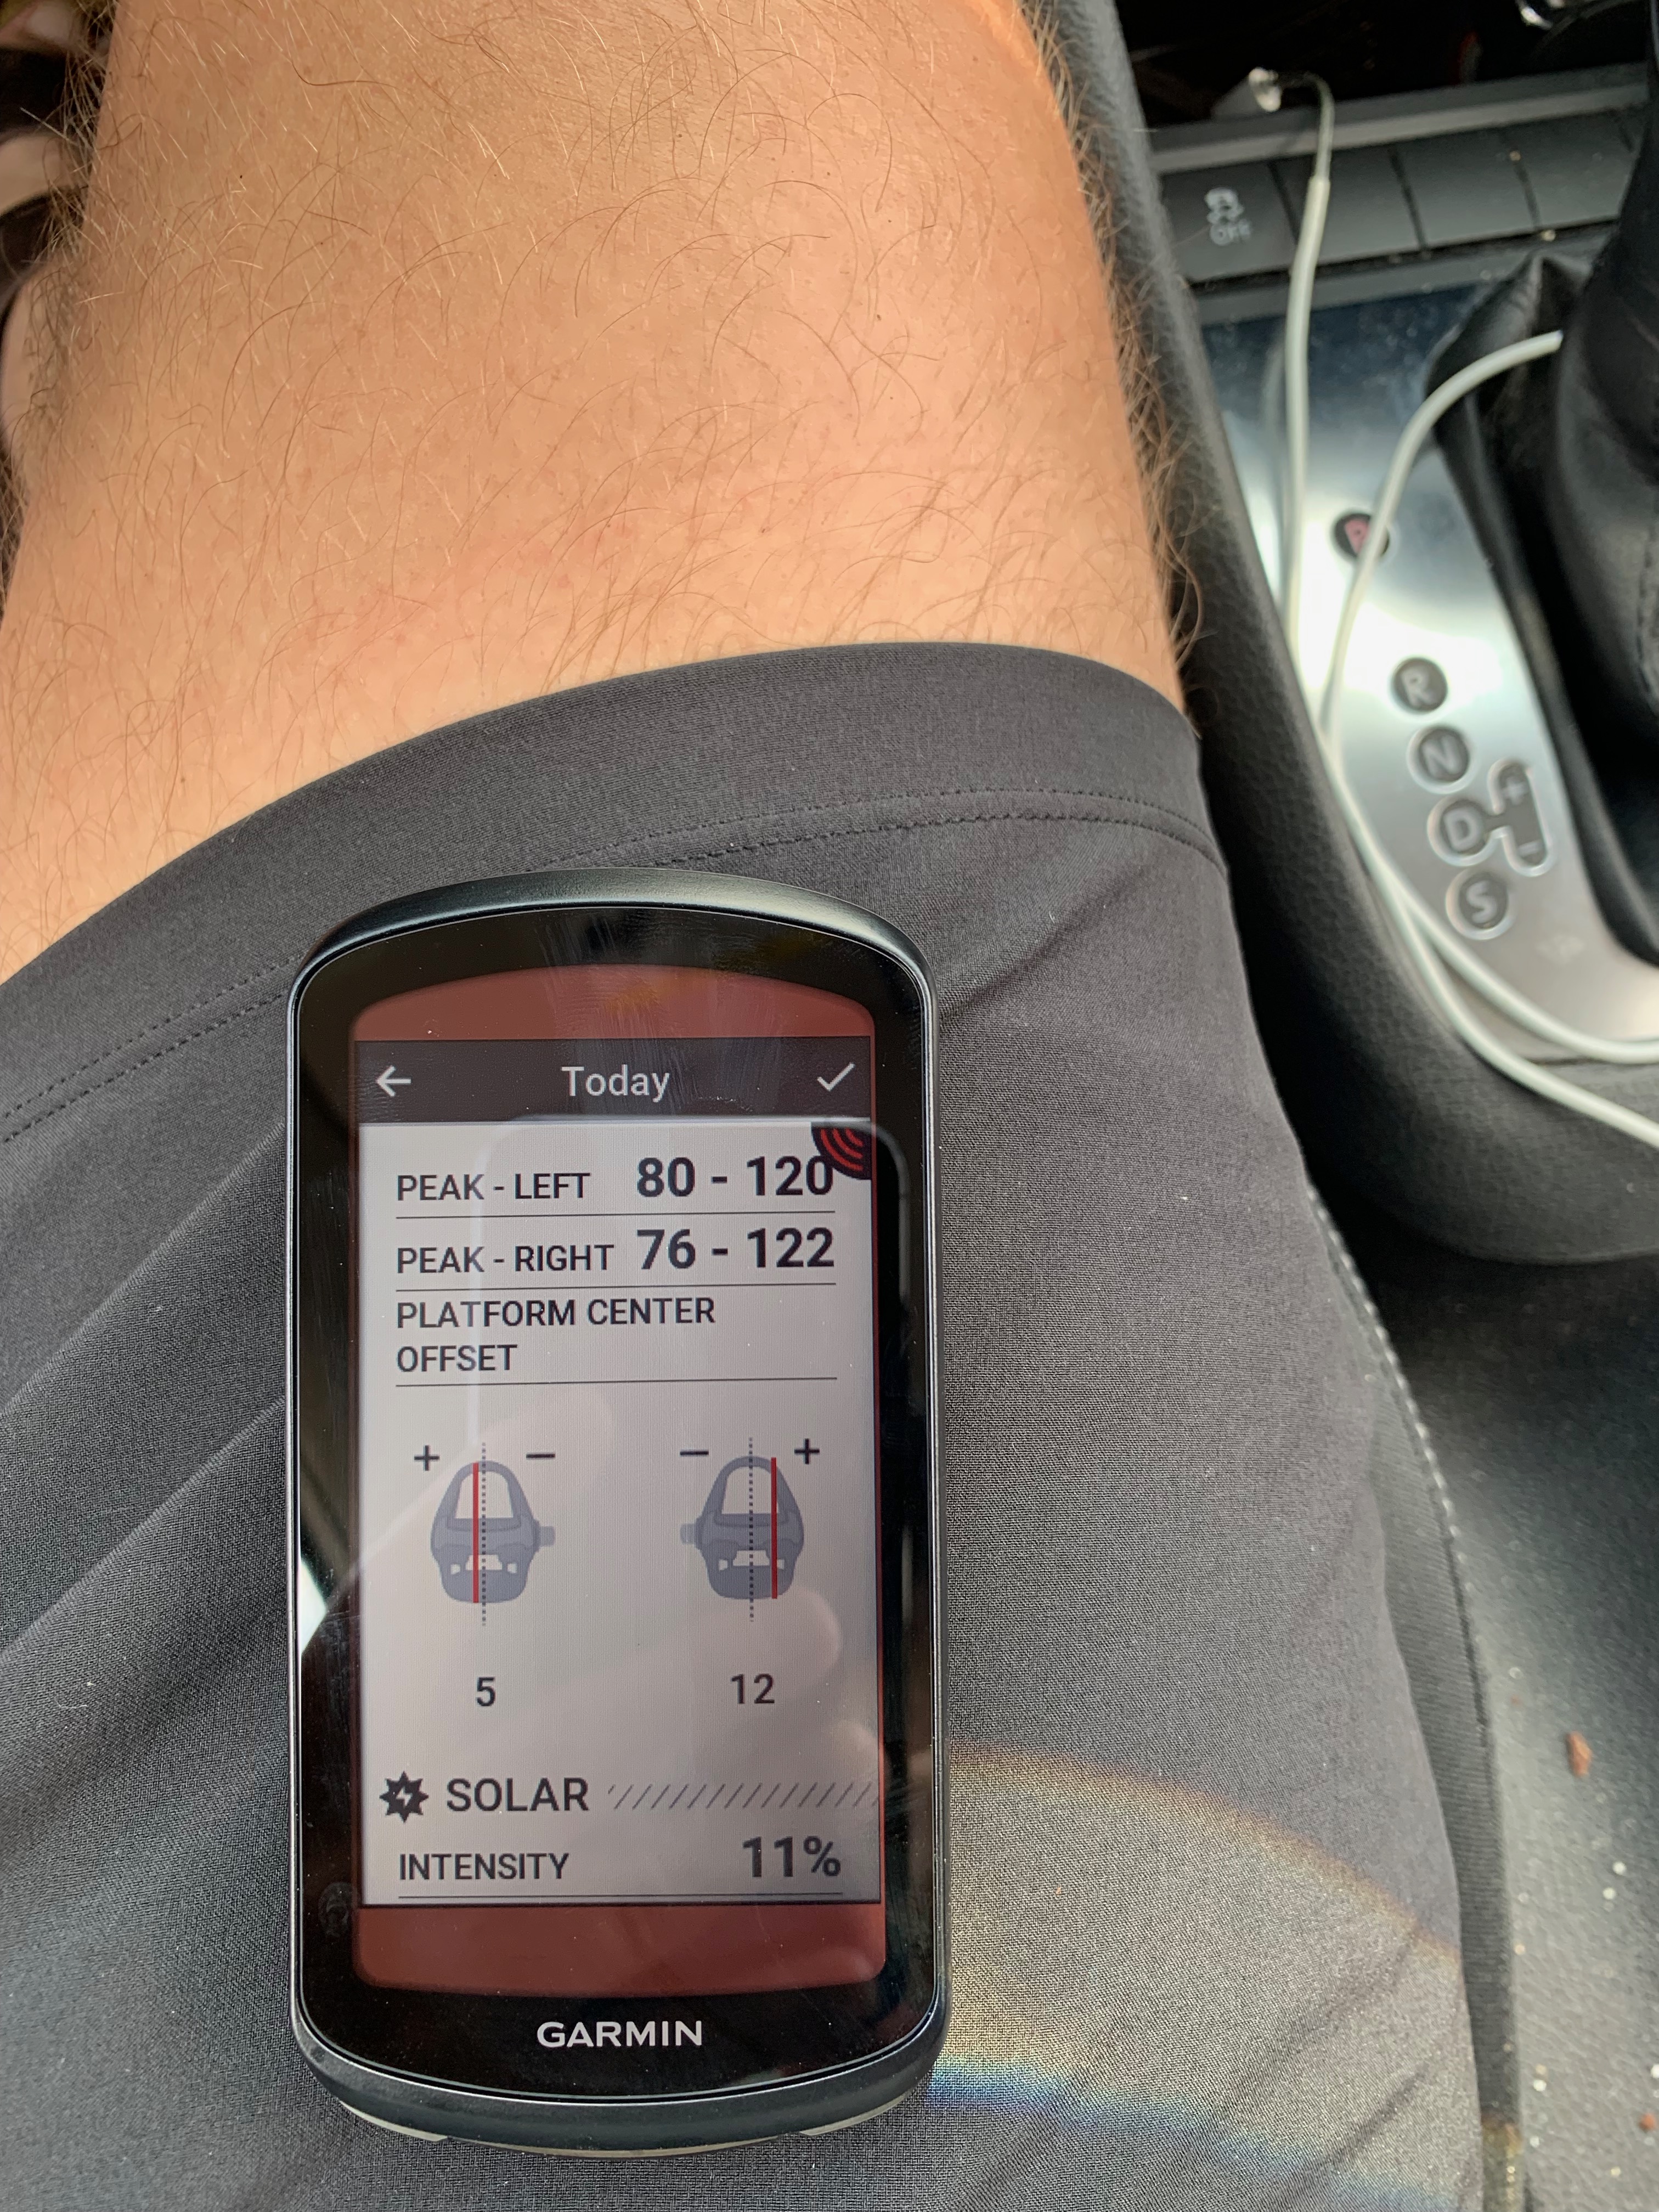 OFF
P
R
N
D
+
-
S
Today
PEAK - LEFT 80 - 120
PEAK - RIGHT 76 - 122
PLATFORM CENTER
OFFSET
+ − − +
5 12
SOLAR
INTENSITY 11%
GARMIN